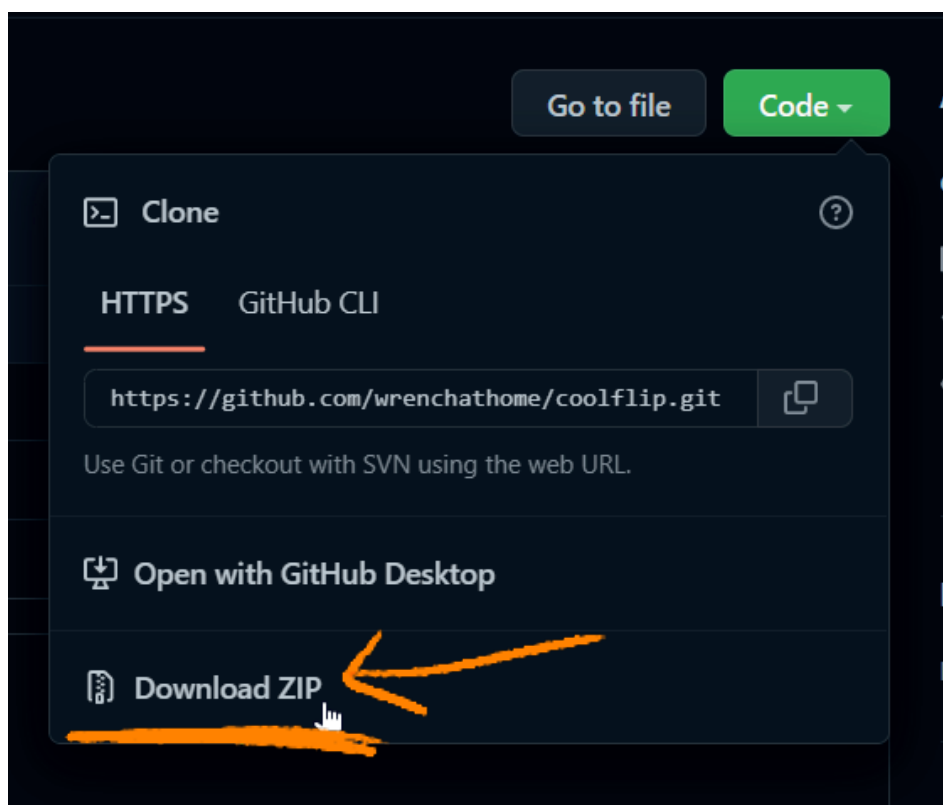 Go to file
Code
Clone
HTTPS
GitHub CLI
https://github.com/wrenchathome/coolflip.git
Use Git or checkout with SVN using the web URL.
Open with GitHub Desktop
Download ZIP